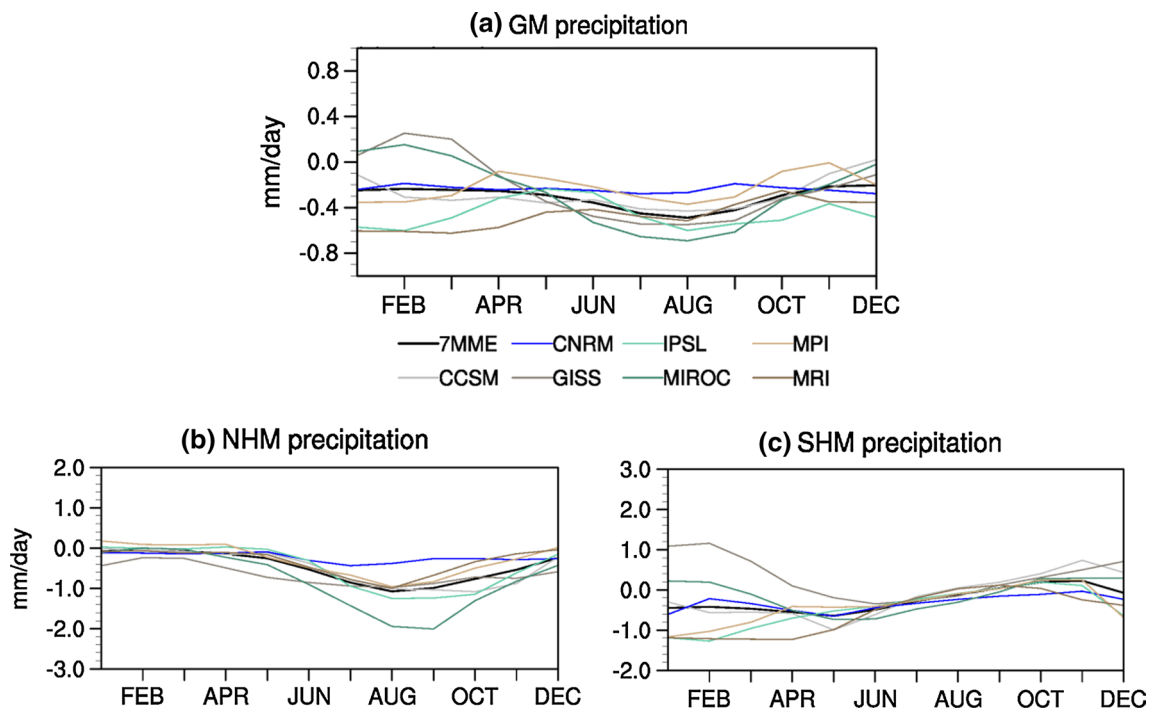 (a) GM precipitation
0.8
0.4
0.0
-0.4
-0.8
mm/day
FEB APR JUN AUG OCT DEC
7MME CNRM IPSL MPI
CCSM GISS MIROC MRI
(b) NHM precipitation
2.0
1.0
0.0
-1.0
-2.0
-3.0
mm/day
FEB APR JUN AUG OCT DEC
(c) SHM precipitation
3.0
2.0
1.0
0.0
-1.0
-2.0
FEB APR JUN AUG OCT DEC